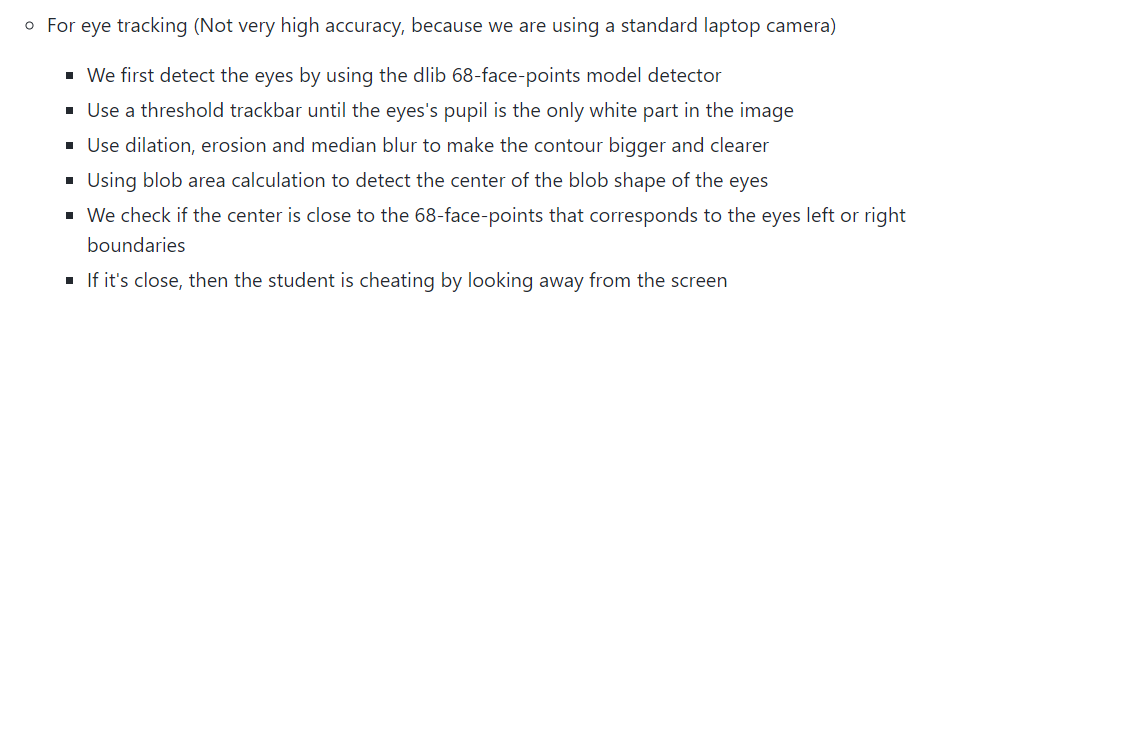 For eye tracking (Not very high accuracy, because we are using a standard laptop camera)
We first detect the eyes by using the dlib 68-face-points model detector
Use a threshold trackbar until the eyes's pupil is the only white part in the image
Use dilation, erosion and median blur to make the contour bigger and clearer
Using blob area calculation to detect the center of the blob shape of the eyes
We check if the center is close to the 68-face-points that corresponds to the eyes left or right
boundaries
If it's close, then the student is cheating by looking away from the screen